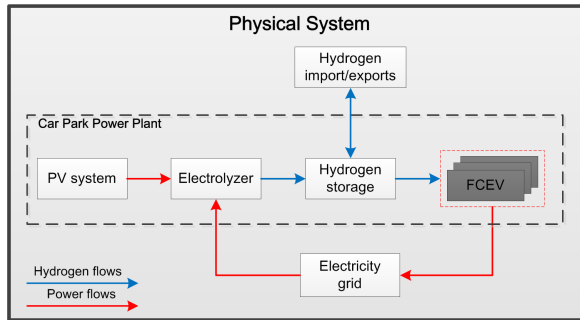 Physical System
Hydrogen
import/exports
Car Park Power Plant
PV system
Electrolyzer
Hydrogen
storage
FCEV
Electricity
grid
Hydrogen flows
Power flows